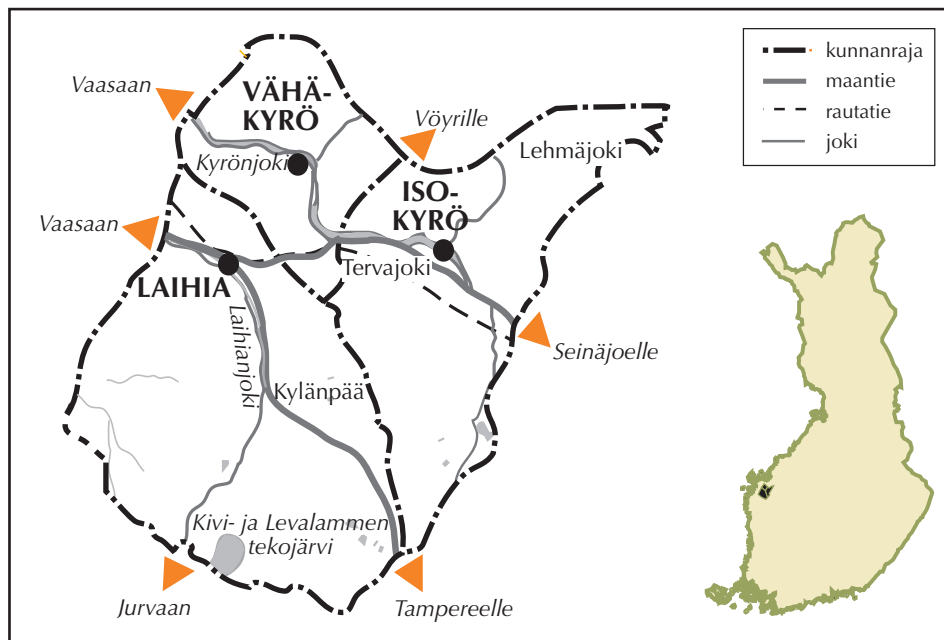 Vaasaan
VÄHÄ-
KYRÖ
Kyrönjoki
Vöyrille
Lehmäjoki
ISO-
KYRÖ
Vaasaan
Tervajoki
LAIHIA
Laihianjoki
Seinäjoelle
Kylänpää
Kivi- ja Levalammen
tekojärvi
Jurvaan
Tampereelle
kunnanraja
maantie
rautatie
joki